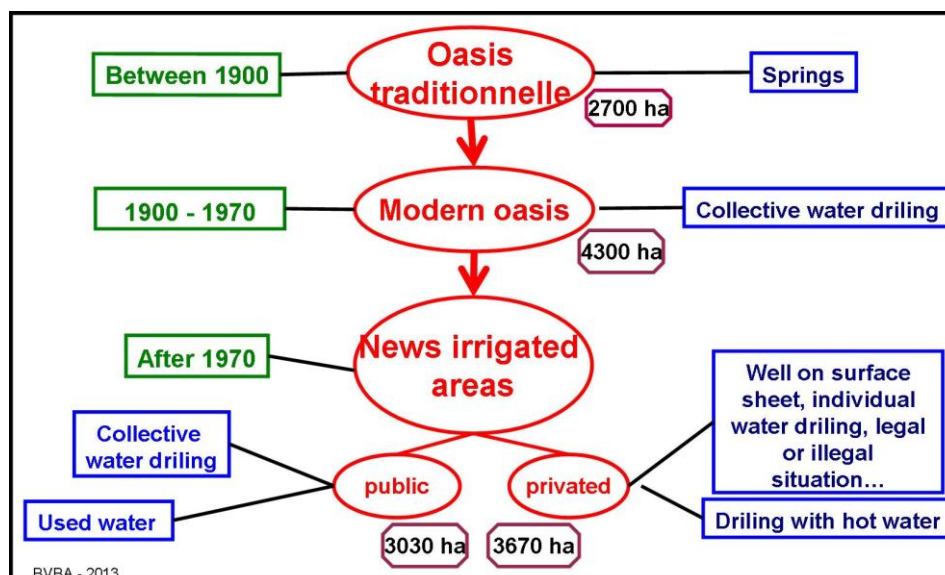 Between 1900
Oasis
traditionnelle
Springs
2700 ha
1900 - 1970
Modern oasis
Collective water driling
4300 ha
After 1970
News irrigated
areas
Well on surface
sheet, individual
water driling, legal
or illegal
situation...
Collective
water driling
public
privated
Used water
Driling with hot water
3030 ha
3670 ha
BVBA - 2013